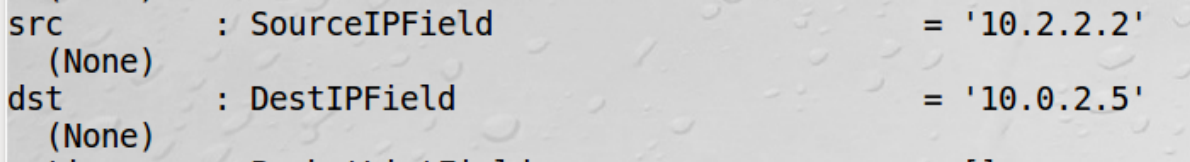 src : SourceIPField = '10.2.2.2'
(None)
dst : DestIPField = '10.0.2.5'
(None)